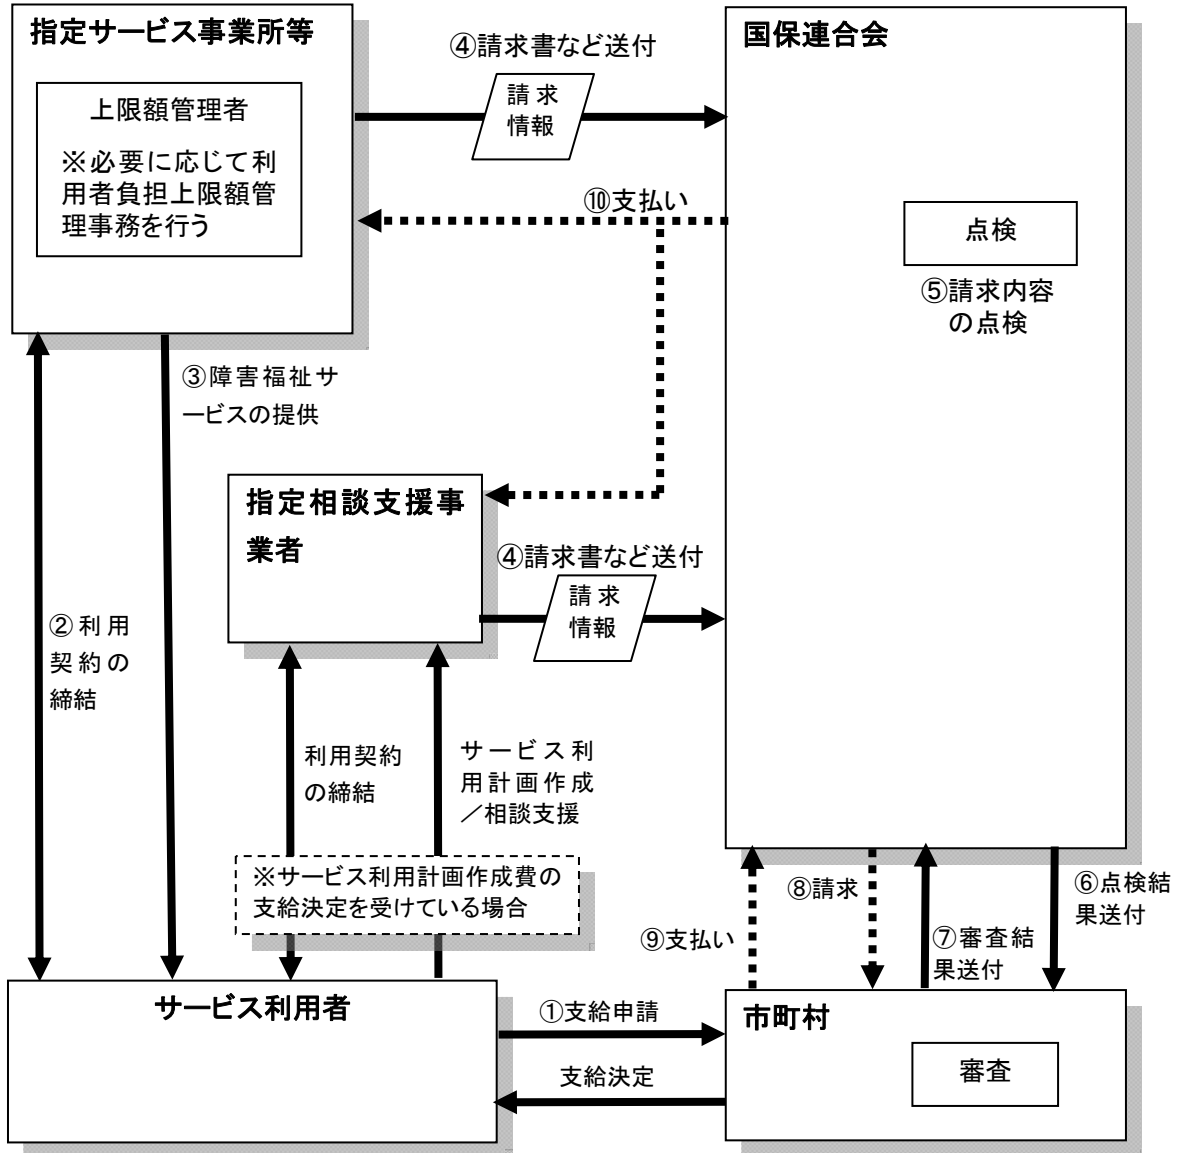 指定サービス事業所等
上限額管理者
※必要に応じて利
用者負担上限額管
理事務を行う
④請求書など送付
請求
情報
国保連合会
⑩支払い
点検
⑤請求内容
の点検
③障害福祉サ
ービスの提供
指定相談支援事
業者
④請求書など送付
請求
情報
②利用
契約の
締結
利用契約
の締結
サービス利
用計画作成
／相談支援
※サービス利用計画作成費の
支給決定を受けている場合
⑨支払い
⑧請求
⑦審査結
果送付
⑥点検結
果送付
サービス利用者
①支給申請
支給決定
市町村
審査